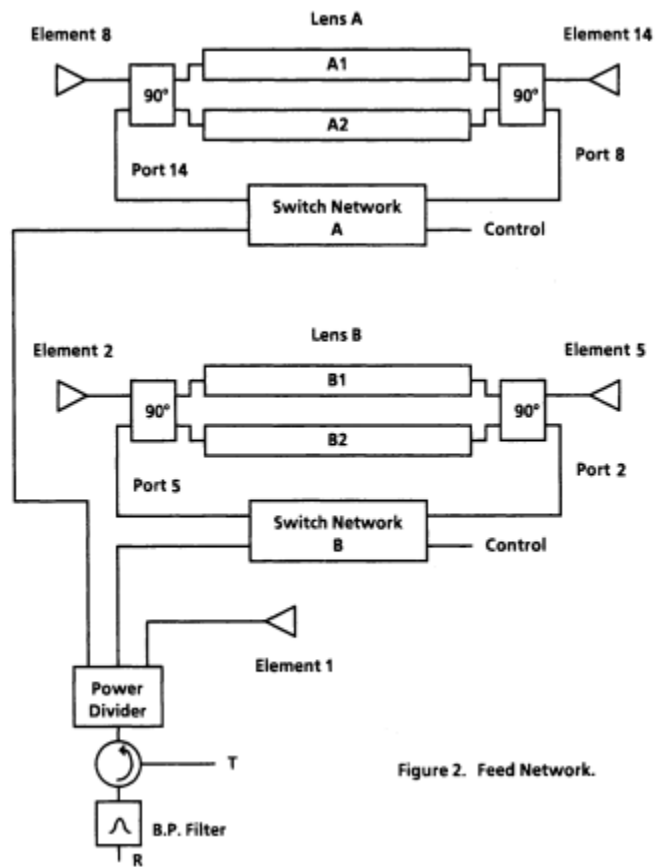 Lens A
Element 8
Element 14
A1
90°
90°
A2
Port 14
Port 8
Switch Network
A
Control
Lens B
Element 2
Element 5
B1
90°
90°
B2
Port 5
Port 2
Switch Network
B
Control
Element 1
Power
Divider
T
Figure 2. Feed Network.
B.P. Filter
R